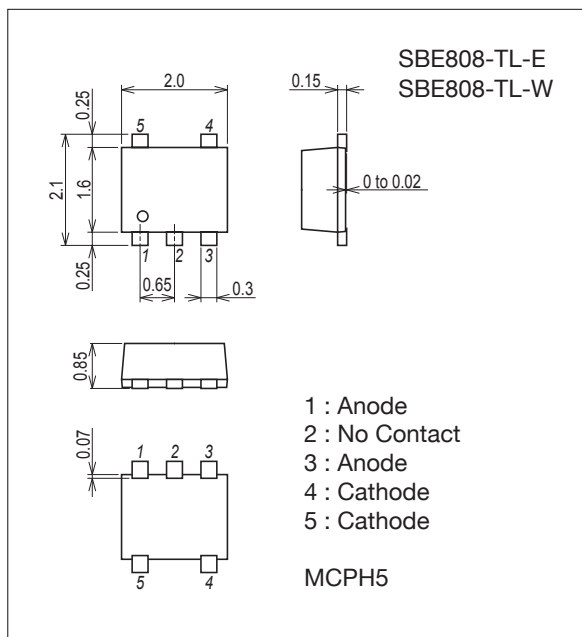 SBE808-TL-E
SBE808-TL-W
2.0
0.15
0.25
5
4
2.1
1.6
0 to 0.02
1
2
3
0.25
0.65
0.3
0.85
1 : Anode
2 : No Contact
3 : Anode
4 : Cathode
5 : Cathode
0.07
1
2
3
5
4
MCPH5